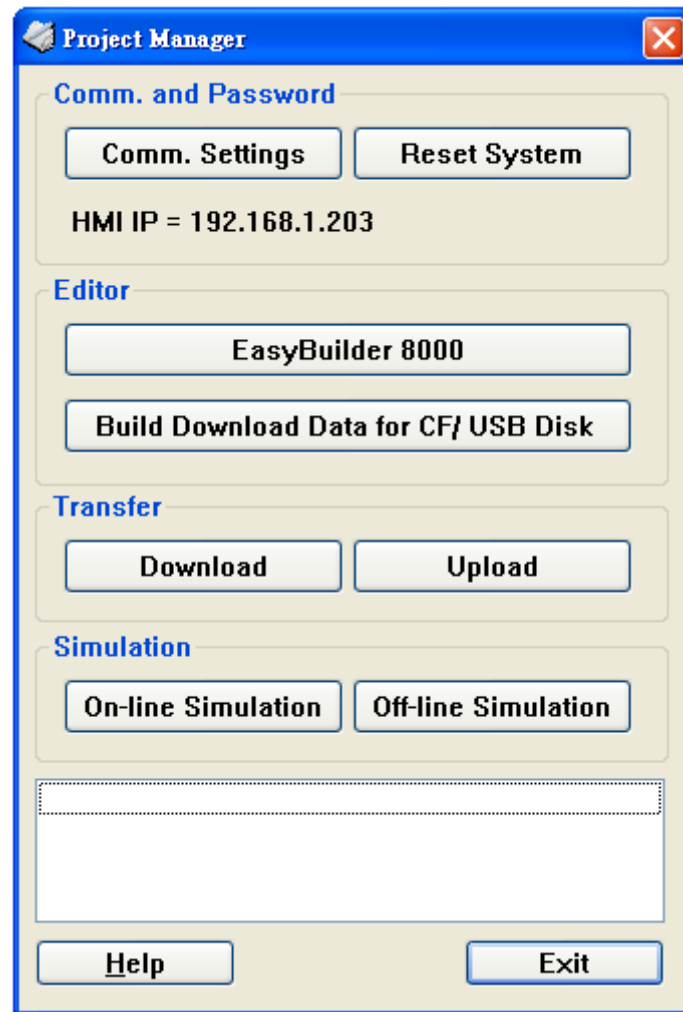 Project Manager
Comm. and Password
Comm. Settings Reset System
HMI IP = 192.168.1.203
Editor
EasyBuilder 8000
Build Download Data for CF/ USB Disk
Transfer
Download Upload
Simulation
On-line Simulation Off-line Simulation
Help Exit